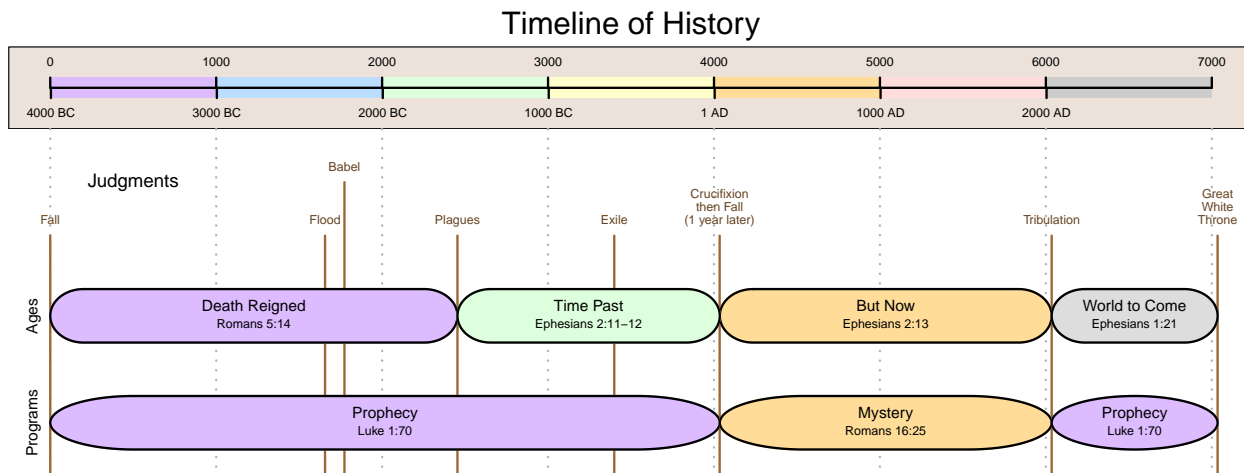 Timeline of History
0 1000 2000 3000 4000 5000 6000 7000
4000 BC 3000 BC 2000 BC 1000 BC 1 AD 1000 AD 2000 AD
Judgments
Fall
Flood
Babel
Plagues
Exile
Crucifixion
then Fall
(1 year later)
Tribulation
Great
White
Throne
Ages
Death Reigned
Romans 5:14
Time Past
Ephesians 2:11–12
But Now
Ephesians 2:13
World to Come
Ephesians 1:21
Programs
Prophecy
Luke 1:70
Mystery
Romans 16:25
Prophecy
Luke 1:70